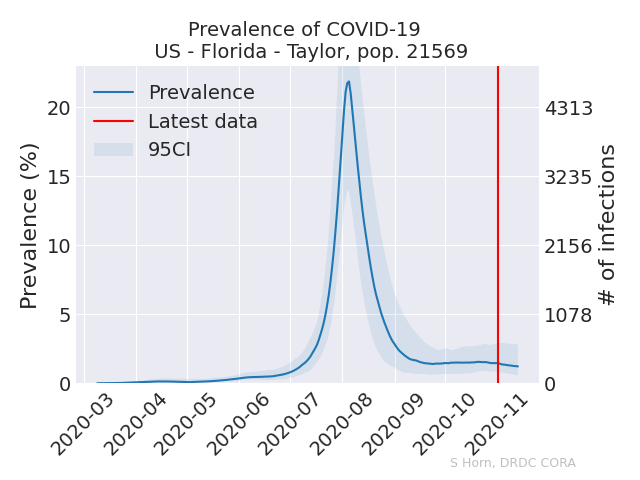 Prevalence of COVID-19
US - Florida - Taylor, pop. 21569
Prevalence
Latest data
95CI
Prevalence (%)
20
15
10
5
0
4313
3235
2156
1078
0
# of infections
2020-03
2020-04
2020-05
2020-06
2020-07
2020-08
2020-09
2020-10
2020-11
S Horn, DRDC CORA